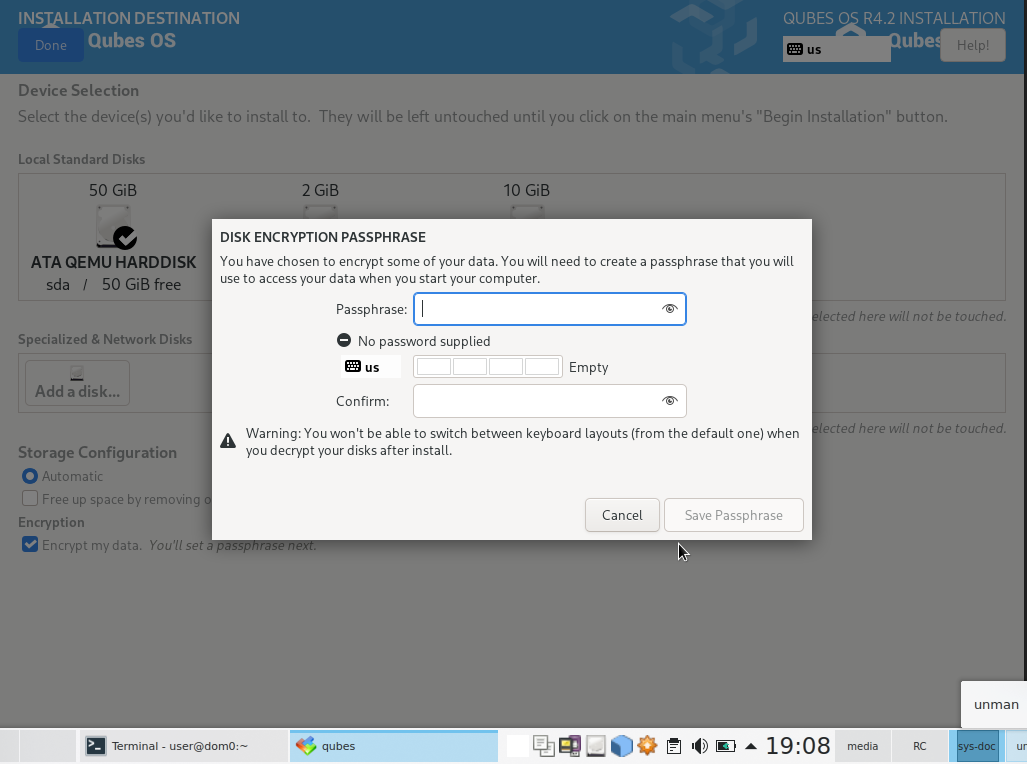 INSTALLATION DESTINATION
QUBES OS R4.2 INSTALLATION
Done
Qubes OS
us
Qubes
Help!
Device Selection
Select the device(s) you'd like to install to. They will be left untouched until you click on the main menu's "Begin Installation" button.
Local Standard Disks
50 GiB
2 GiB
10 GiB
ATA QEMU HARDDISK
sda / 50 GiB free
elected here will not be touched.
Specialized & Network Disks
Add a disk...
elected here will not be touched.
Storage Configuration
Automatic
Free up space by removing o
Encryption
Encrypt my data. You'll set a passphrase next.
DISK ENCRYPTION PASSPHRASE
You have chosen to encrypt some of your data. You will need to create a passphrase that you will
use to access your data when you start your computer.
Passphrase:
No password supplied
us
Empty
Confirm:
Warning: You won't be able to switch between keyboard layouts (from the default one) when
you decrypt your disks after install.
Cancel
Save Passphrase
unman
Terminal - user@dom0:~
qubes
19:08
media
RC
sys-doc
ur